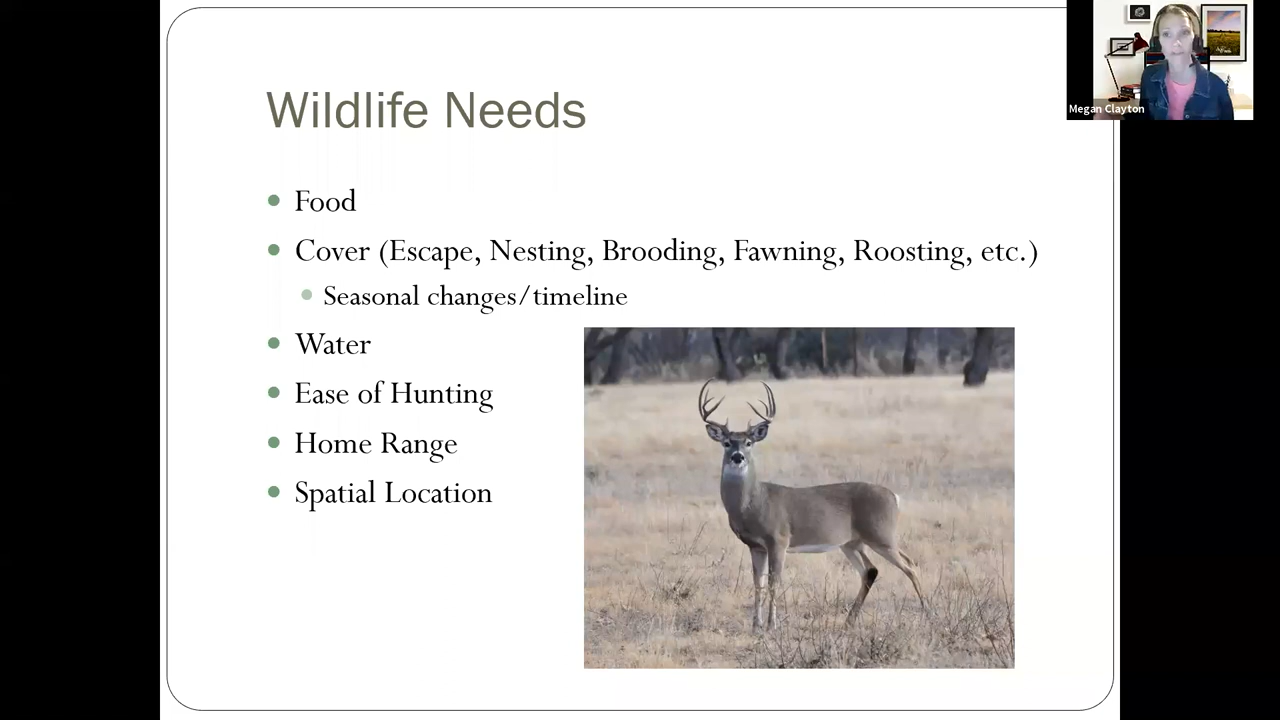 Megan Clayton
Wildlife Needs
Food
Cover (Escape, Nesting, Brooding, Fawning, Roosting, etc.)
Seasonal changes/timeline
Water
Ease of Hunting
Home Range
Spatial Location